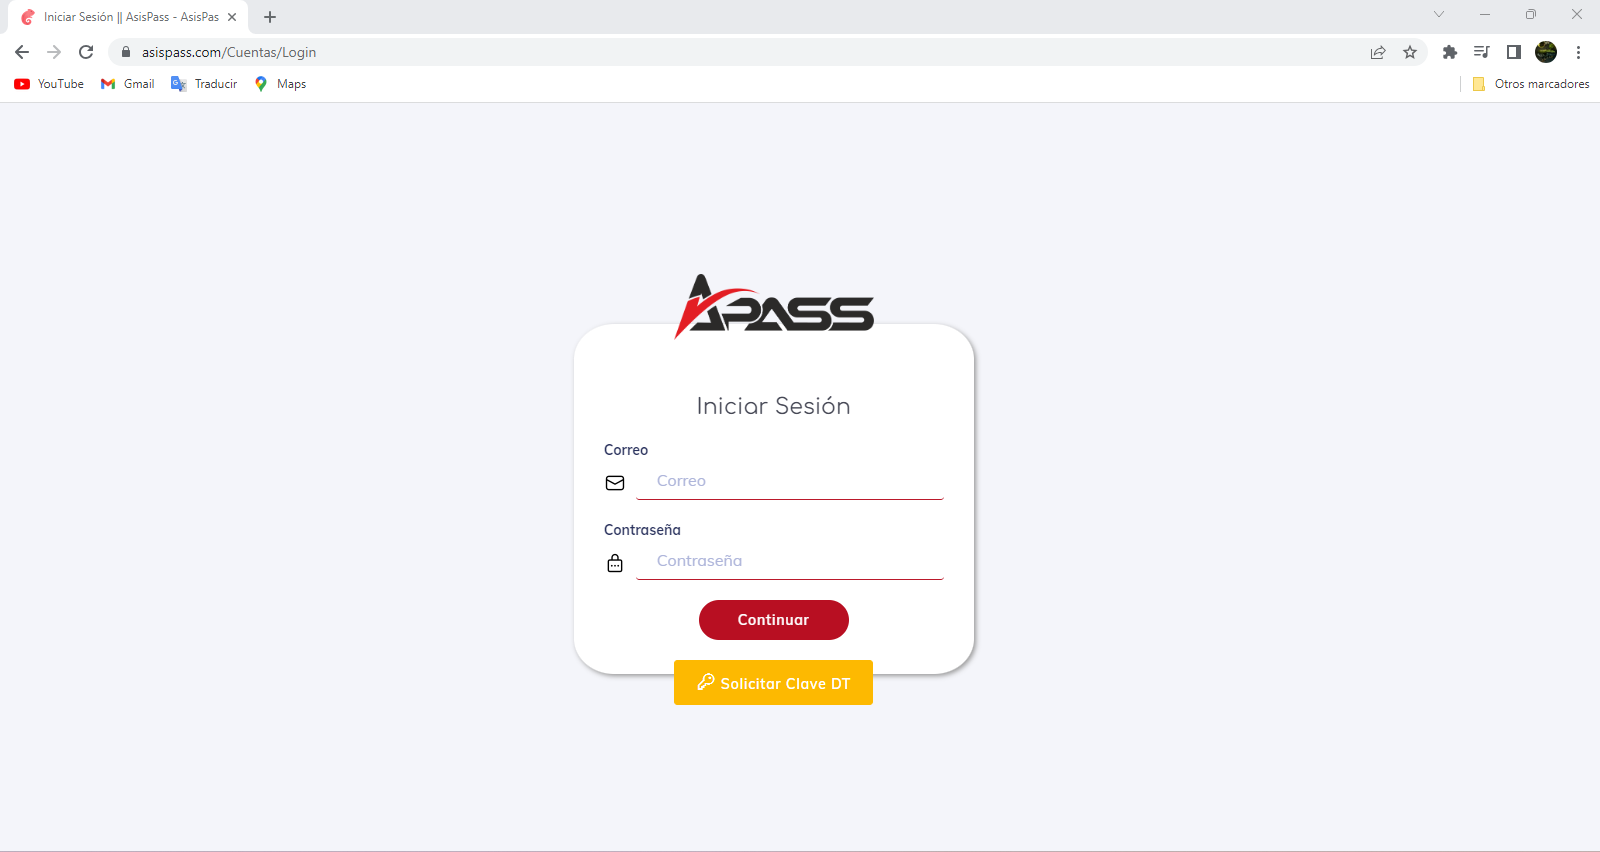 Iniciar Sesión || AsisPass - AsisPas
asispass.com/Cuentas/Login
YouTube
Gmail
Traducir
Maps
Otros marcadores
APASS
Iniciar Sesión
Correo
Correo
Contraseña
Contraseña
Continuar
Solicitar Clave DT